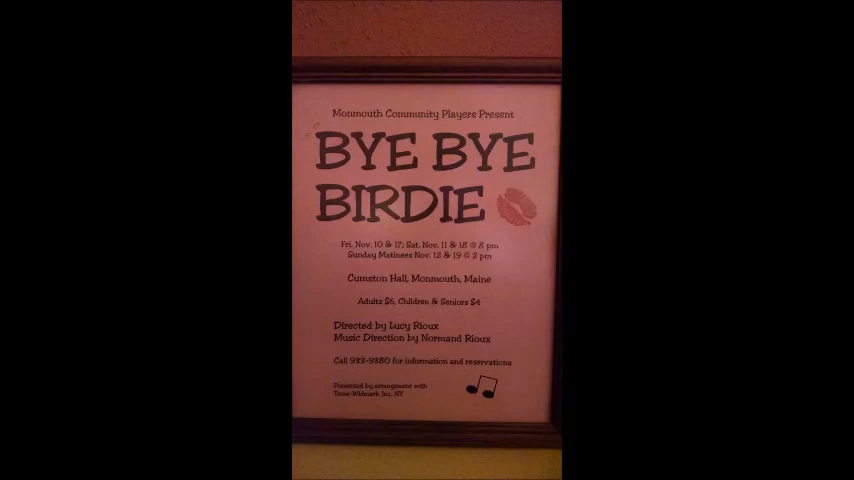 Monmouth Community Players Present
BYE BYE
BIRDIE
Fri. Nov. 10 & 17; Sat. Nov. 11 & 18 @ 8 pm
Sunday Matinees Nov. 12 & 19 @ 2 pm
Cumston Hall, Monmouth, Maine
Adults $6, Children & Seniors $4
Directed by Lucy Rioux
Music Direction by Normand Rioux
Call 933-9380 for information and reservations
Presented by arrangement with
Tams-Witmark, Inc, NY